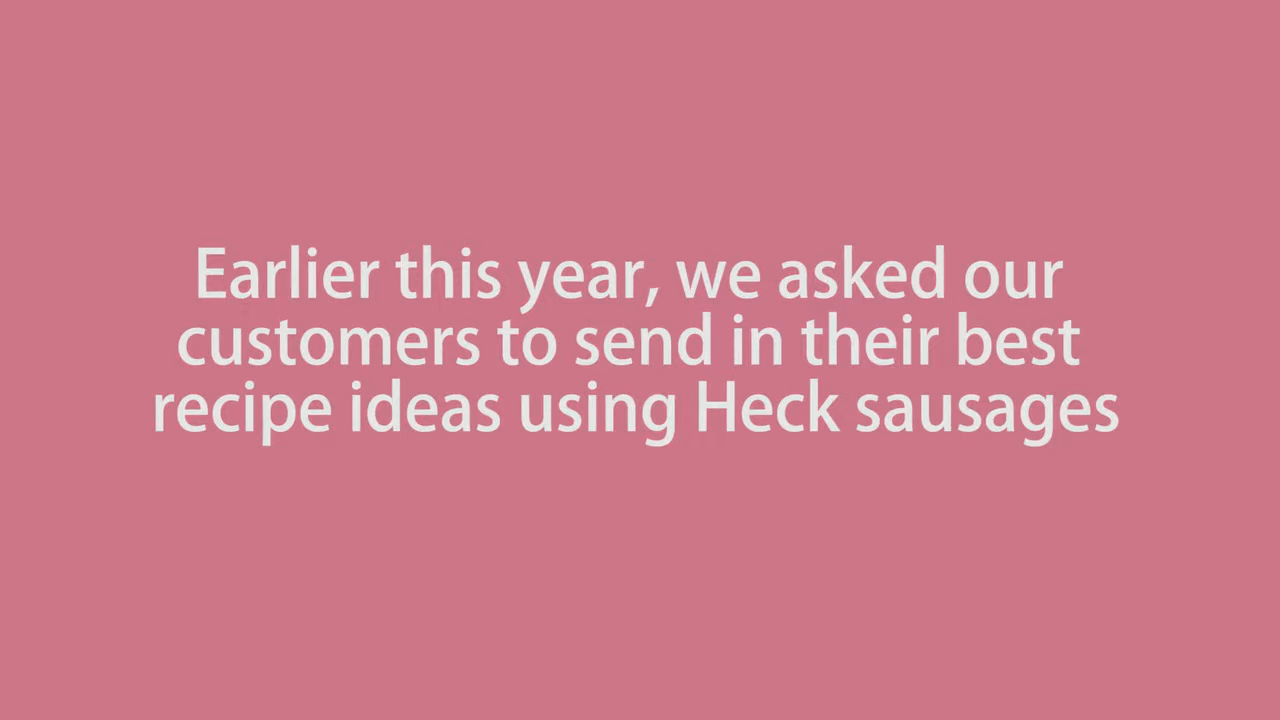 Earlier this year, we asked our
customers to send in their best
recipe ideas using Heck sausages